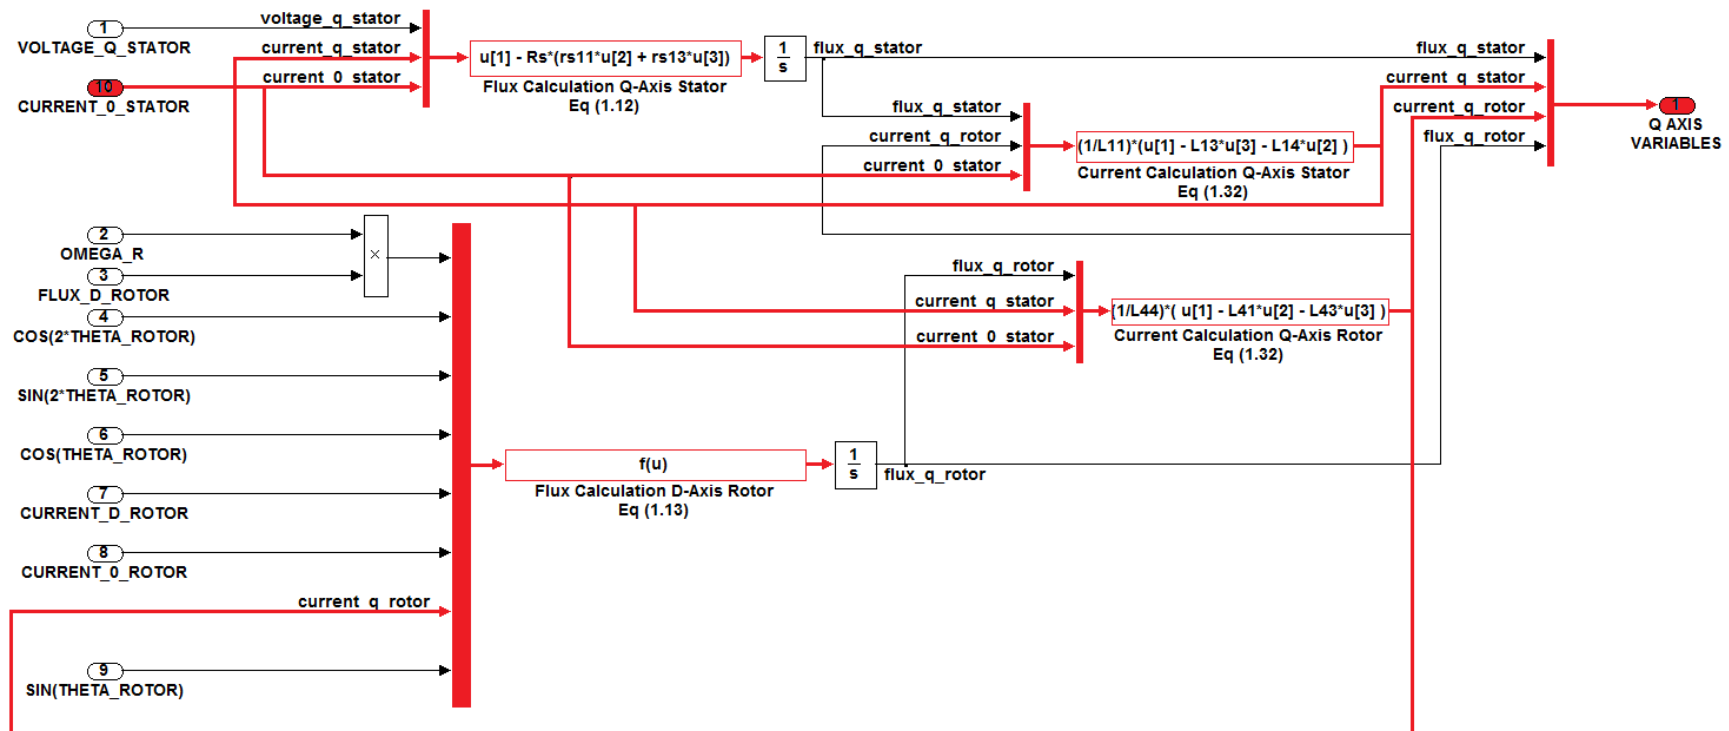 1
VOLTAGE_Q_STATOR
10
CURRENT_0_STATOR
voltage_q_stator
current_q_stator
current_0_stator
u[1] - Rs*(rs11*u[2] + rs13*u[3])
Flux Calculation Q-Axis Stator
Eq (1.12)
1
s
flux_q_stator
flux_q_stator
current_q_rotor
current_0_stator
(1/L11)*(u[1] - L13*u[3] - L14*u[2] )
Current Calculation Q-Axis Stator
Eq (1.32)
flux_q_stator
current_q_stator
current_q_rotor
flux_q_rotor
1
Q AXIS
VARIABLES
2
OMEGA_R
3
FLUX_D_ROTOR
×
4
COS(2*THETA_ROTOR)
5
SIN(2*THETA_ROTOR)
6
COS(THETA_ROTOR)
7
CURRENT_D_ROTOR
8
CURRENT_0_ROTOR
current_q_rotor
9
SIN(THETA_ROTOR)
flux_q_rotor
current_q_stator
current_0_stator
(1/L44)*( u[1] - L41*u[2] - L43*u[3] )
Current Calculation Q-Axis Rotor
Eq (1.32)
f(u)
Flux Calculation D-Axis Rotor
Eq (1.13)
1
s
flux_q_rotor